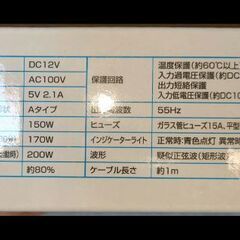 DC12V
AC100V
5V 2.1A
状 Aタイプ
150W
170W
200W
約80%
保護回路
温度保護(約60℃以上)
入力過電圧保護(約DC1
出力短絡保護
入力低電圧保護(約DC10
周波数 55Hz
ヒューズ ガラス管ヒューズ15A、平型
インジケーターライト 正常時:青色点灯 異常時
波形 疑似正弦波(矩形波)
ケーブル長さ 約1m